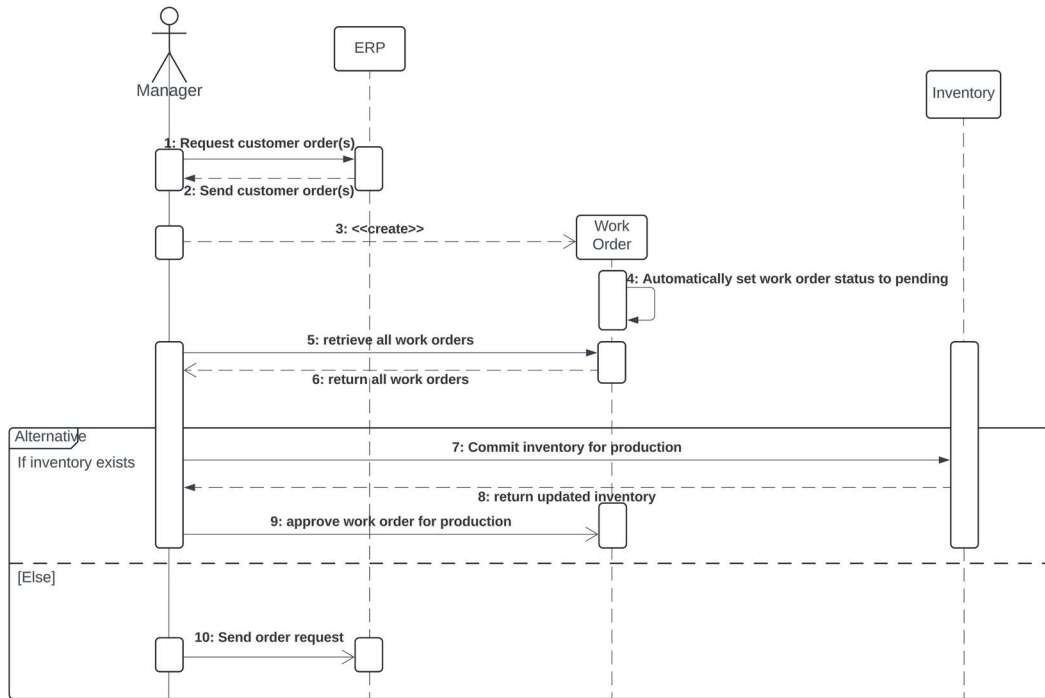 ERP
Manager
Inventory
1: Request customer order(s)
2: Send customer order(s)
3: <<create>>
Work
Order
4: Automatically set work order status to pending
5: retrieve all work orders
6: return all work orders
Alternative
If inventory exists
7: Commit inventory for production
8: return updated inventory
9: approve work order for production
[Else]
10: Send order request